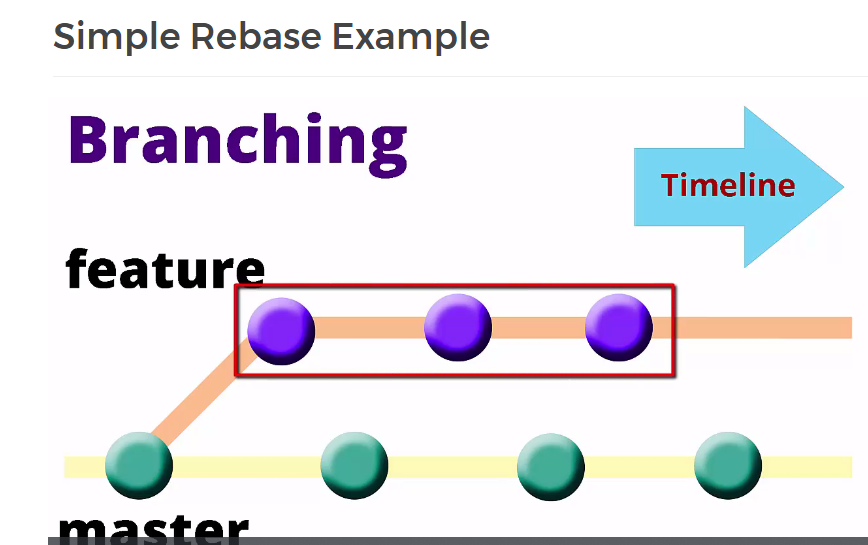 Simple Rebase Example
Branching
Timeline
feature
master